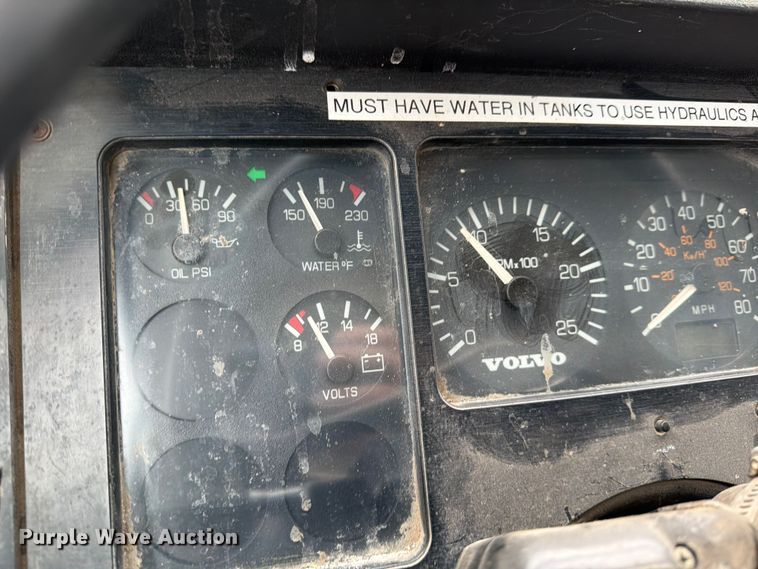 MUST HAVE WATER IN TANKS TO USE HYDRAULICS A
0 30 60 90
OIL PSI
150 190 230
WATER °F
8 12 14 18
VOLTS
0 5 10 15 20 25
RPM x 100
VOLVO
0 10 20 30 40 50 60 70 80
20 40 60 80 100 120
Km/H
MPH
Purple Wave Auction